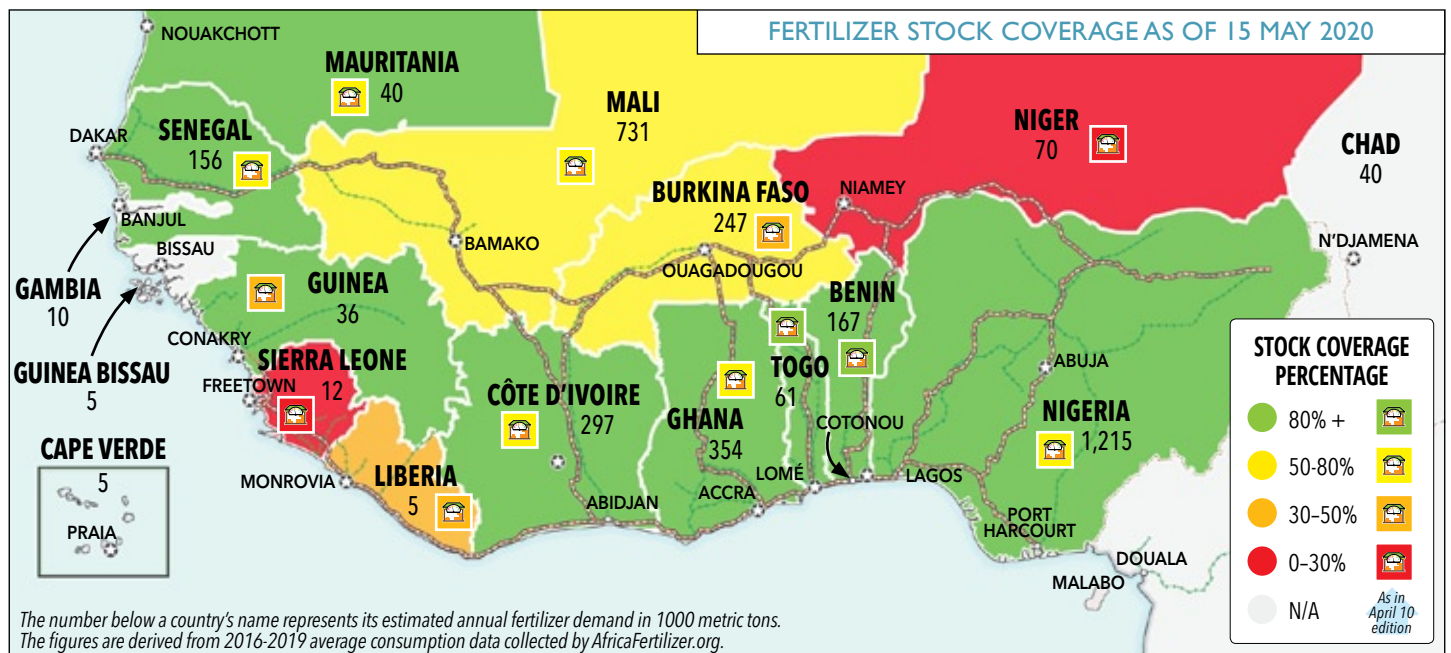 FERTILIZER STOCK COVERAGE AS OF 15 MAY 2020
NOUAKCHOTT
MAURITANIA
40
MALI
731
NIGER
70
CHAD
40
DAKAR
SENEGAL
156
BURKINA FASO
247
NIAMEY
BANJUL
BISSAU
BAMAKO
OUAGADOUGOU
N'DJAMENA
GAMBIA
10
GUINEA
36
BENIN
167
GUINEA BISSAU
5
CONAKRY
SIERRA LEONE
12
FREETOWN
CÔTE D'IVOIRE
297
GHANA
354
TOGO
61
COTONOU
ABUJA
NIGERIA
1,215
CAPE VERDE
5
PRAIA
MONROVIA
LIBERIA
5
ABIDJAN
ACCRA
LOMÉ
LAGOS
PORT
HARCOURT
DOUALA
MALABO
STOCK COVERAGE
PERCENTAGE
80% +
50-80%
30–50%
0–30%
N/A
As in
April 10
edition
The number below a country's name represents its estimated annual fertilizer demand in 1000 metric tons.
The figures are derived from 2016-2019 average consumption data collected by AfricaFertilizer.org.